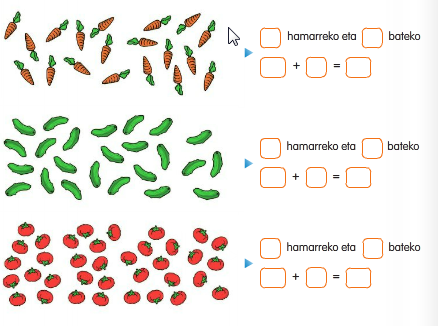 hamarreko eta bateko
+ =
hamarreko eta bateko
+ =
hamarreko eta bateko
+ =